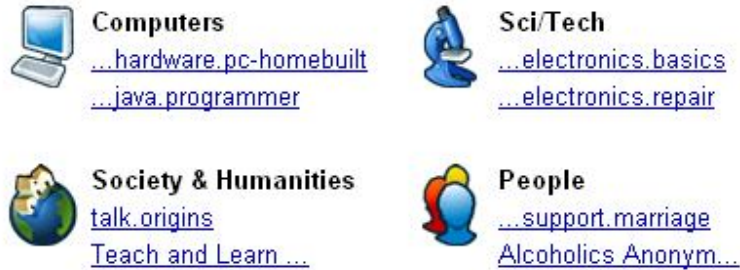 Computers
...hardware.pc-homebuilt
...java.programmer
Sci/Tech
...electronics.basics
...electronics.repair
Society & Humanities
talk.origins
Teach and Learn ...
People
...support.marriage
Alcoholics Anonym...